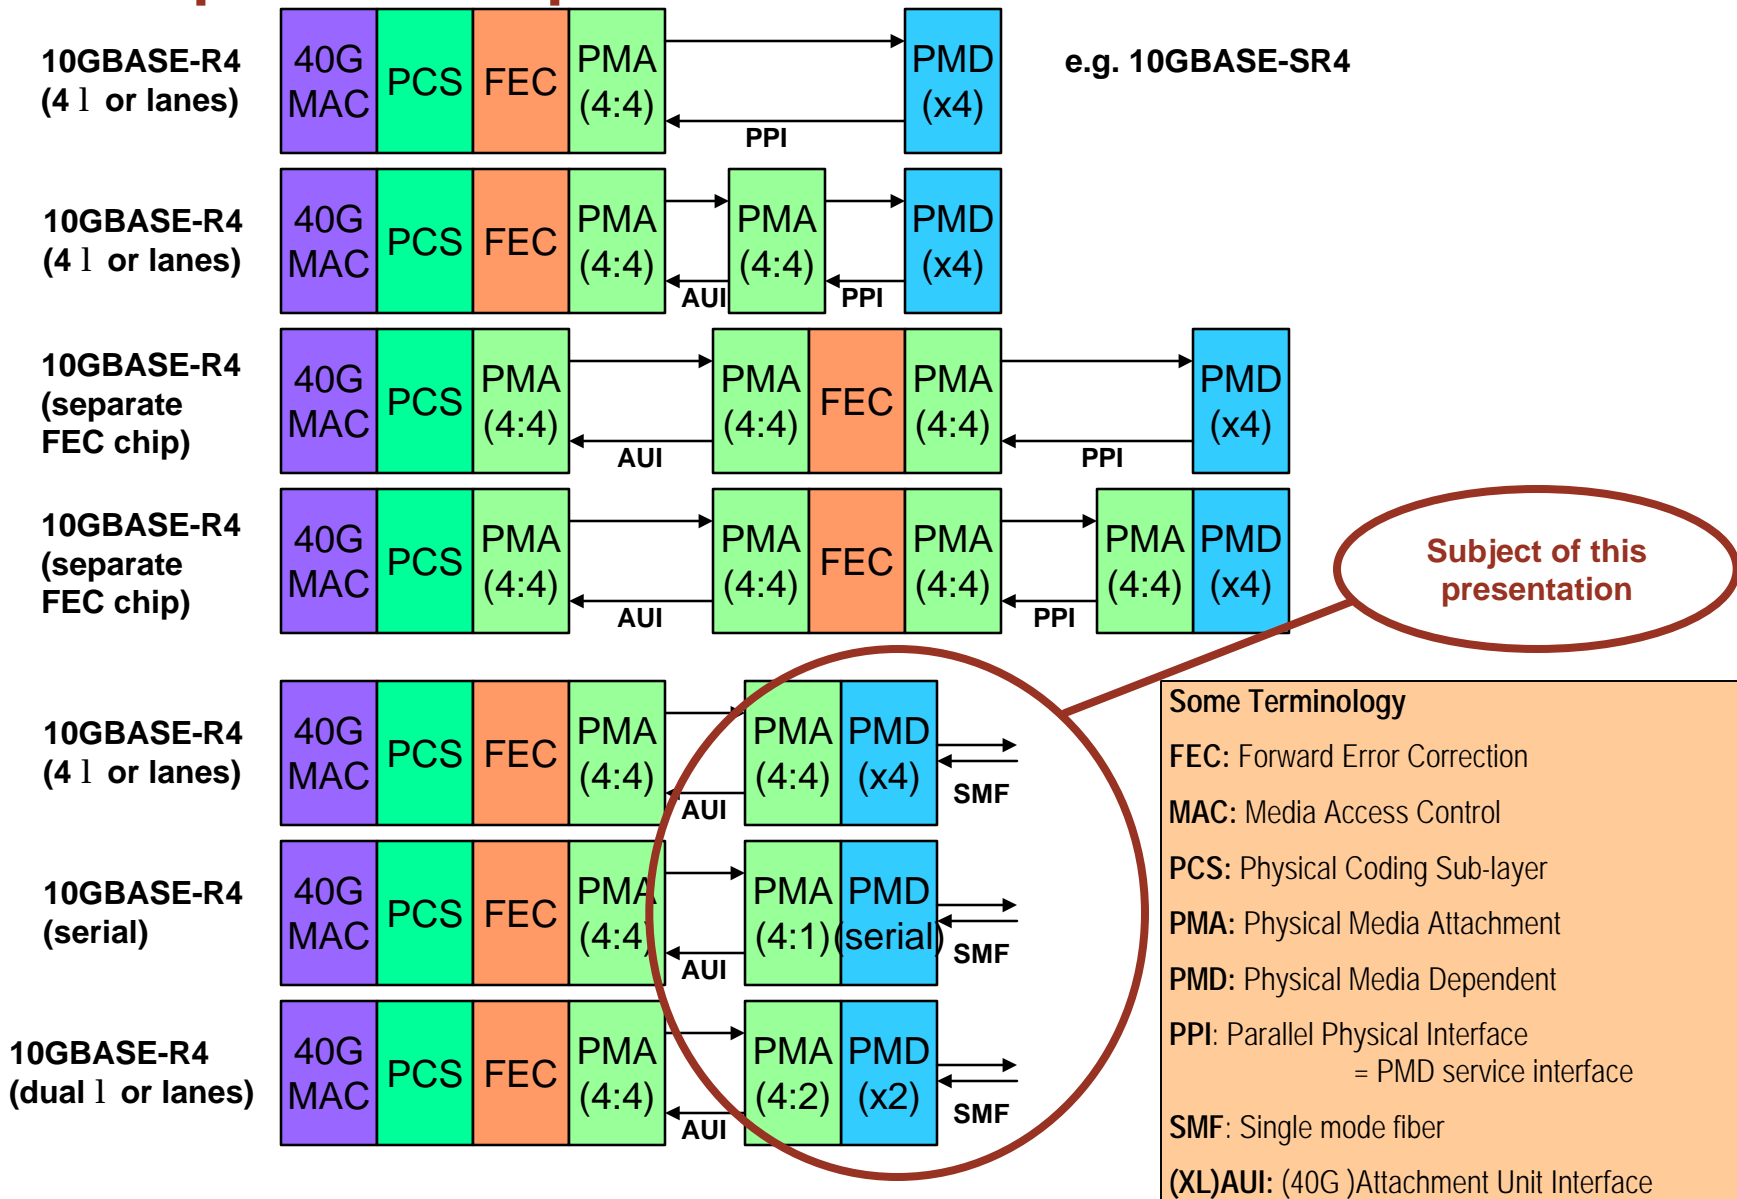 10GBASE-R4
(4 l or lanes)
40G
MAC
PCS
FEC
PMA
(4:4)
PPI
PMD
(x4)
e.g. 10GBASE-SR4
10GBASE-R4
(4 l or lanes)
40G
MAC
PCS
FEC
PMA
(4:4)
AUI
PMA
(4:4)
PPI
PMD
(x4)
10GBASE-R4
(separate
FEC chip)
40G
MAC
PCS
PMA
(4:4)
AUI
PMA
(4:4)
FEC
PMA
(4:4)
PPI
PMD
(x4)
10GBASE-R4
(separate
FEC chip)
40G
MAC
PCS
PMA
(4:4)
AUI
PMA
(4:4)
FEC
PMA
(4:4)
PPI
PMA
(4:4)
PMD
(x4)
Subject of this
presentation
10GBASE-R4
(4 l or lanes)
40G
MAC
PCS
FEC
PMA
(4:4)
AUI
PMA
(4:4)
PMD
(x4)
SMF
10GBASE-R4
(serial)
40G
MAC
PCS
FEC
PMA
(4:4)
AUI
PMA
(4:1)
PMD
(serial)
SMF
10GBASE-R4
(dual l or lanes)
40G
MAC
PCS
FEC
PMA
(4:4)
AUI
PMA
(4:2)
PMD
(x2)
SMF
Some Terminology
FEC: Forward Error Correction
MAC: Media Access Control
PCS: Physical Coding Sub-layer
PMA: Physical Media Attachment
PMD: Physical Media Dependent
PPI: Parallel Physical Interface
= PMD service interface
SMF: Single mode fiber
(XL)AUI: (40G )Attachment Unit Interface